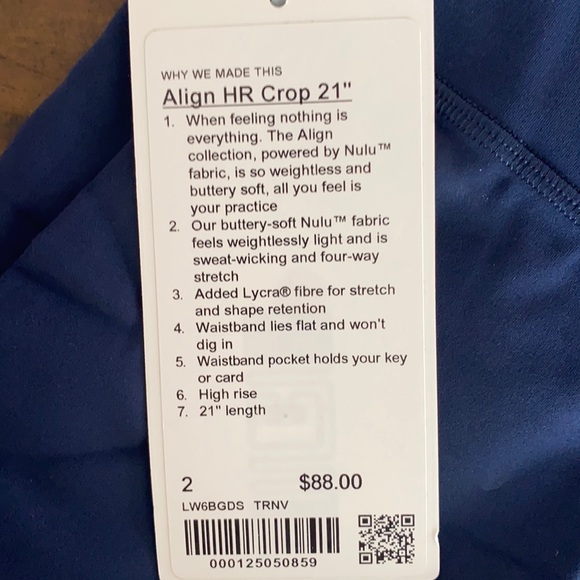 WHY WE MADE THIS
Align HR Crop 21"
1. When feeling nothing is
everything. The Align
collection, powered by Nulu™
fabric, is so weightless and
buttery soft, all you feel is
your practice
2. Our buttery-soft Nulu™ fabric
feels weightlessly light and is
sweat-wicking and four-way
stretch
3. Added Lycra® fibre for stretch
and shape retention
4. Waistband lies flat and won't
dig in
5. Waistband pocket holds your key
or card
6. High rise
7. 21" length
2 $88.00
LW6BGDS TRNV
000125050859